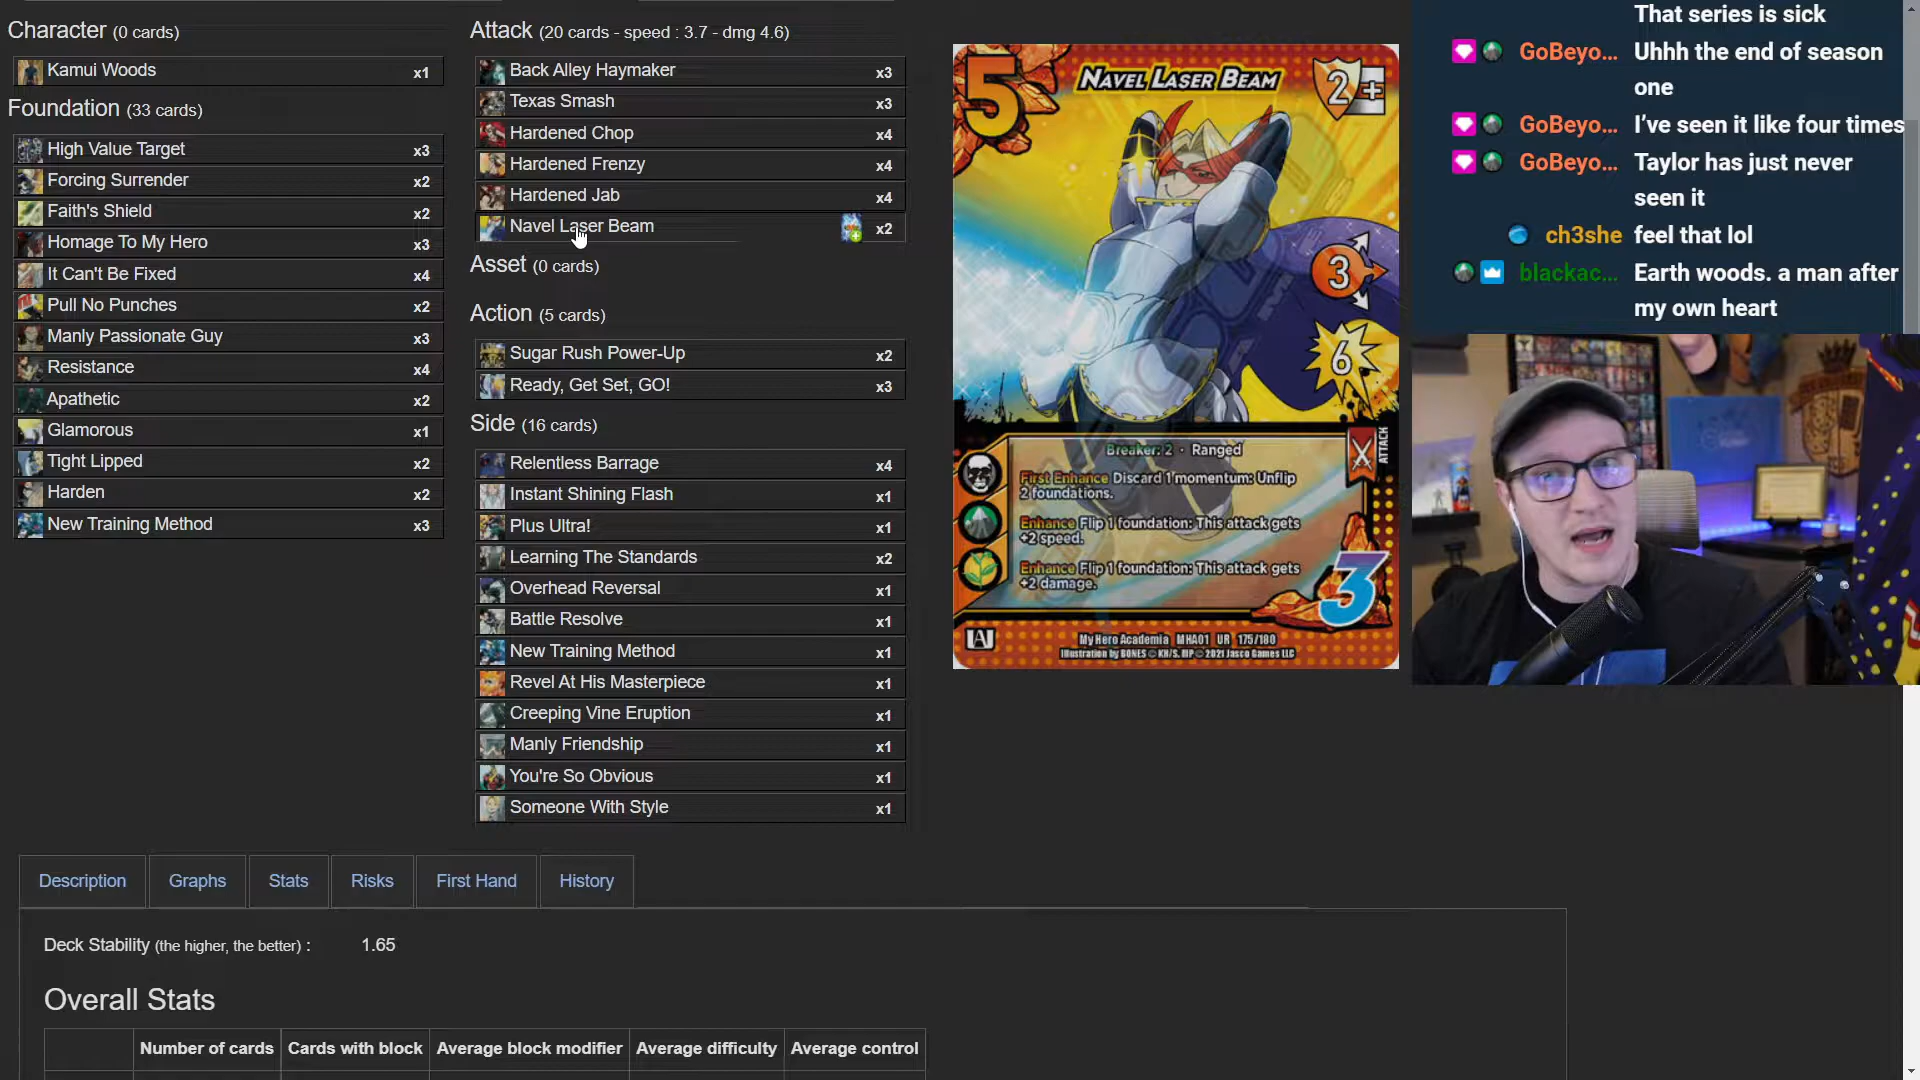 Character (0 cards)
Kamui Woods x1
Foundation (33 cards)
High Value Target x3
Forcing Surrender x2
Faith's Shield x2
Homage To My Hero x3
It Can't Be Fixed x4
Pull No Punches x2
Manly Passionate Guy x3
Resistance x4
Apathetic x2
Glamorous x1
Tight Lipped x2
Harden x2
New Training Method x3
Attack (20 cards - speed : 3.7 - dmg 4.6)
Back Alley Haymaker x3
Texas Smash x3
Hardened Chop x4
Hardened Frenzy x4
Hardened Jab x4
Navel Laser Beam x2
Asset (0 cards)
Action (5 cards)
Sugar Rush Power-Up x2
Ready, Get Set, GO! x3
Side (16 cards)
Relentless Barrage x4
Instant Shining Flash x1
Plus Ultra! x1
Learning The Standards x2
Overhead Reversal x1
Battle Resolve x1
New Training Method x1
Revel At His Masterpiece x1
Creeping Vine Eruption x1
Manly Friendship x1
You're So Obvious x1
Someone With Style x1
5
NAVEL LASER BEAM
2+
3
6
ATTACK
Breaker: 2 · Ranged
First Enhance Discard 1 momentum: Unflip
2 foundations.
Enhance Flip 1 foundation: This attack gets
+2 speed.
Enhance Flip 1 foundation: This attack gets
+2 damage.
3
My Hero Academia MHA01 UR 175/180
Illustration by BONES © KH/S, MP © 2021 Jasco Games LLC
That series is sick
GoBeyo... Uhhh the end of season
one
GoBeyo... I've seen it like four times
GoBeyo... Taylor has just never
seen it
ch3she feel that lol
blackac... Earth woods. a man after
my own heart
Description
Graphs
Stats
Risks
First Hand
History
Deck Stability (the higher, the better) : 1.65
Overall Stats
Number of cards
Cards with block
Average block modifier
Average difficulty
Average control